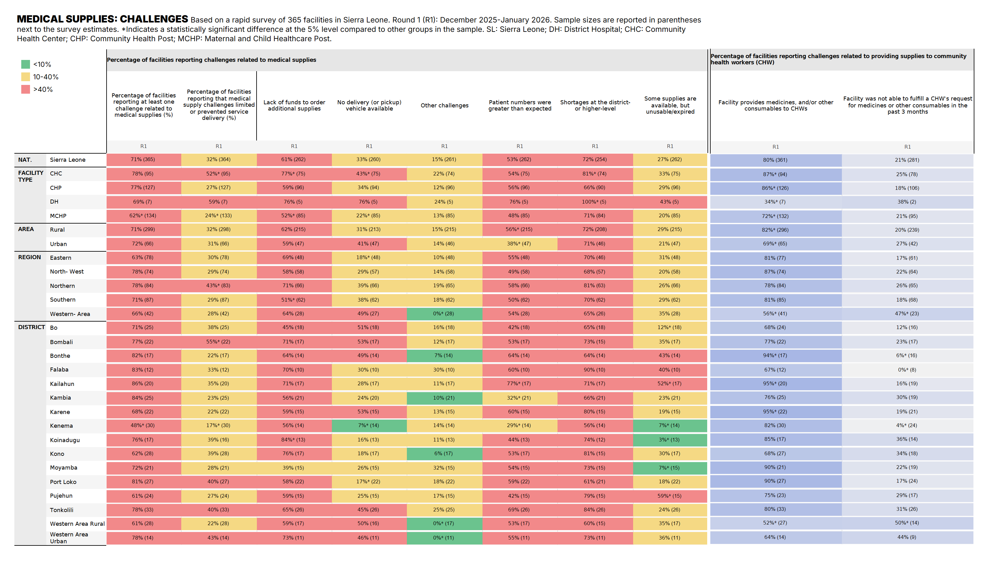 MEDICAL SUPPLIES: CHALLENGES Based on a rapid survey of 365 facilities in Sierra Leone. Round 1 (R1): December 2025-January 2026. Sample sizes are reported in parentheses
next to the survey estimates. *Indicates a statistically significant difference at the 5% level compared to other groups in the sample. SL: Sierra Leone; DH: District Hospital; CHC: Community
Health Center; CHP: Community Health Post; MCHP: Maternal and Child Healthcare Post.
<10%
10-40%
>40%
Percentage of facilities reporting challenges related to medical supplies
Percentage of facilities reporting challenges related to providing supplies to community
health workers (CHW)
Percentage of facilities
reporting at least one
challenge related to
medical supplies (%)
Percentage of facilities
reporting that medical
supply challenges limited
or prevented service
delivery (%)
Lack of funds to order
additional supplies
No delivery (or pickup)
vehicle available
Other challenges
Patient numbers were
greater than expected
Shortages at the district-
or higher-level
Some supplies are
available, but
unusable/expired
Facility provides medicines, and/or other
consumables to CHWs
Facility was not able to fulfill a CHW's request
for medicines or other consumables in the
past 3 months
R1 R1 R1 R1 R1 R1 R1 R1 R1 R1
NAT. Sierra Leone 71% (365) 32% (364) 61% (262) 33% (260) 15% (261) 53% (262) 72% (254) 27% (262) 80% (361) 21% (281)
FACILITY
TYPE
CHC 78% (95) 52%* (95) 77%* (75) 43%* (75) 22% (74) 54% (75) 81%* (74) 33% (75) 87%* (94) 25% (78)
CHP 77% (127) 27% (127) 59% (96) 34% (94) 12% (96) 56% (96) 66% (90) 29% (96) 86%* (126) 18% (106)
DH 69% (7) 59% (7) 76% (5) 76% (5) 24% (5) 76% (5) 100%* (5) 43% (5) 34%* (7) 38% (2)
MCHP 62%* (134) 24%* (133) 52%* (85) 22%* (85) 13% (85) 48% (85) 71% (84) 20% (85) 72%* (132) 21% (95)
AREA Rural 71% (299) 32% (298) 62% (215) 31% (213) 15% (215) 56%* (215) 72% (208) 29% (215) 82%* (296) 20% (239)
Urban 72% (66) 31% (66) 59% (47) 41% (47) 14% (46) 38%* (47) 71% (46) 21% (47) 69%* (65) 27% (42)
REGION Eastern 63% (78) 30% (78) 69% (48) 18%* (48) 10% (48) 55% (48) 70% (46) 31% (48) 81% (77) 17% (61)
North- West 78% (74) 29% (74) 58% (58) 29% (57) 14% (58) 49% (58) 68% (57) 20% (58) 87% (74) 22% (64)
Northern 78% (84) 43%* (83) 71% (66) 39% (66) 19% (65) 58% (66) 81% (63) 26% (66) 78% (84) 26% (65)
Southern 71% (87) 29% (87) 51%* (62) 38% (62) 18% (62) 50% (62) 70% (62) 29% (62) 81% (85) 18% (68)
Western- Area 66% (42) 28% (42) 64% (28) 49% (27) 0%* (28) 54% (28) 65% (26) 35% (28) 56%* (41) 47%* (23)
DISTRICT Bo 71% (25) 38% (25) 45% (18) 51% (18) 16% (18) 42% (18) 65% (18) 12%* (18) 68% (24) 12% (16)
Bombali 77% (22) 55%* (22) 71% (17) 53% (17) 12% (17) 53% (17) 73% (15) 35% (17) 77% (22) 23% (17)
Bonthe 82% (17) 22% (17) 64% (14) 49% (14) 7% (14) 64% (14) 64% (14) 43% (14) 94%* (17) 6%* (16)
Falaba 83% (12) 33% (12) 70% (10) 30% (10) 30% (10) 60% (10) 90% (10) 40% (10) 67% (12) 0%* (8)
Kailahun 86% (20) 35% (20) 71% (17) 28% (17) 11% (17) 77%* (17) 71% (17) 52%* (17) 95%* (20) 16% (19)
Kambia 84% (25) 23% (25) 56% (21) 24% (20) 10% (21) 32%* (21) 66% (21) 23% (21) 76% (25) 30% (19)
Karene 68% (22) 22% (22) 59% (15) 53% (15) 13% (15) 60% (15) 80% (15) 19% (15) 95%* (22) 19% (21)
Kenema 48%* (30) 17%* (30) 56% (14) 7%* (14) 14% (14) 29%* (14) 56% (14) 7%* (14) 82% (30) 4%* (24)
Koinadugu 76% (17) 39% (16) 84%* (13) 16% (13) 11% (13) 44% (13) 74% (12) 3%* (13) 85% (17) 36% (14)
Kono 62% (28) 39% (28) 76% (17) 18% (17) 6% (17) 53% (17) 81% (15) 30% (17) 68% (27) 34% (18)
Moyamba 72% (21) 28% (21) 39% (15) 26% (15) 32% (15) 54% (15) 73% (15) 7%* (15) 90% (21) 22% (19)
Port Loko 81% (27) 40% (27) 58% (22) 17%* (22) 18% (22) 59% (22) 61% (21) 18% (22) 90% (27) 17% (24)
Pujehun 61% (24) 27% (24) 59% (15) 25% (15) 17% (15) 42% (15) 79% (15) 59%* (15) 75% (23) 29% (17)
Tonkolili 78% (33) 40% (33) 65% (26) 45% (26) 25% (25) 69% (26) 84% (26) 24% (26) 80% (33) 31% (26)
Western Area Rural 61% (28) 22% (28) 59% (17) 50% (16) 0%* (17) 53% (17) 60% (15) 35% (17) 52%* (27) 50%* (14)
Western Area
Urban
78% (14) 43% (14) 73% (11) 46% (11) 0%* (11) 55% (11) 73% (11) 36% (11) 64% (14) 44% (9)